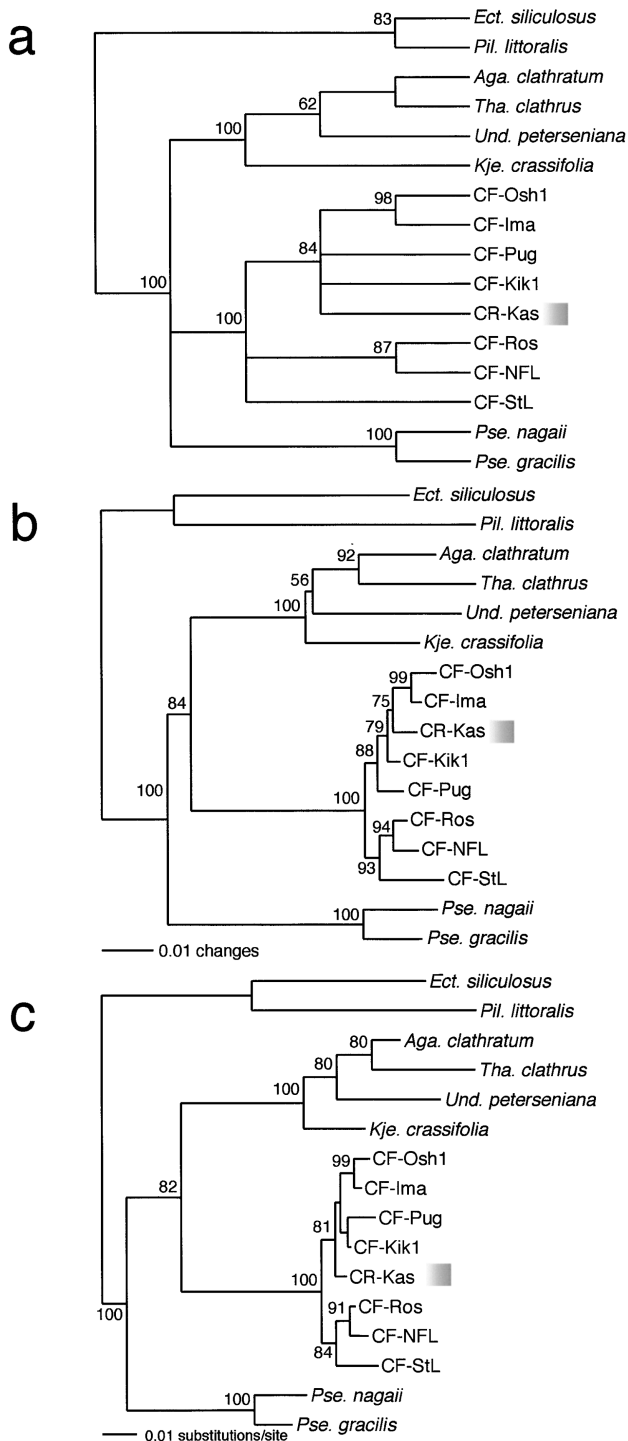 a
83
Ect. siliculosus
Pil. littoralis
Aga. clathratum
62
Tha. clathrus
100
Und. peterseniana
Kje. crassifolia
98
CF-Osh1
CF-Ima
84
CF-Pug
100
CF-Kik1
100
CR-Kas
87
CF-Ros
CF-NFL
CF-StL
100
Pse. nagaii
Pse. gracilis
b
Ect. siliculosus
Pil. littoralis
92
Aga. clathratum
56
Tha. clathrus
100
Und. peterseniana
Kje. crassifolia
99
CF-Osh1
75
CF-Ima
84
79
CR-Kas
88
CF-Kik1
100
100
CF-Pug
94
CF-Ros
CF-NFL
93
CF-StL
100
Pse. nagaii
Pse. gracilis
0.01 changes
c
Ect. siliculosus
Pil. littoralis
80
Aga. clathratum
80
Tha. clathrus
100
Und. peterseniana
Kje. crassifolia
99
CF-Osh1
82
CF-Ima
81
CF-Pug
CF-Kik1
100
CR-Kas
91
CF-Ros
100
CF-NFL
84
CF-StL
100
Pse. nagaii
Pse. gracilis
0.01 substitutions/site